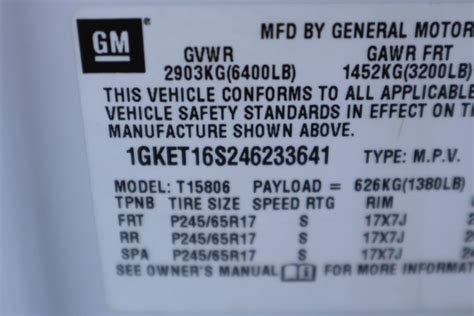 GM
MFD BY GENERAL MOTOR
GVWR GAWR FRT
2903KG(6400LB) 1452KG(3200LB)
THIS VEHICLE CONFORMS TO ALL APPLICABLE
VEHICLE SAFETY STANDARDS IN EFFECT ON T
MANUFACTURE SHOWN ABOVE.
1GKET16S246233641 TYPE: M.P.V.
MODEL: T15806 PAYLOAD = 626KG(1380LB)
TPNB TIRE SIZE SPEED RTG RIM
FRT P245/65R17 S 17X7J
RR P245/65R17 S 17X7J
SPA P245/65R17 S 17X7J
SEE OWNER'S MANUAL FOR MORE INFORMAT